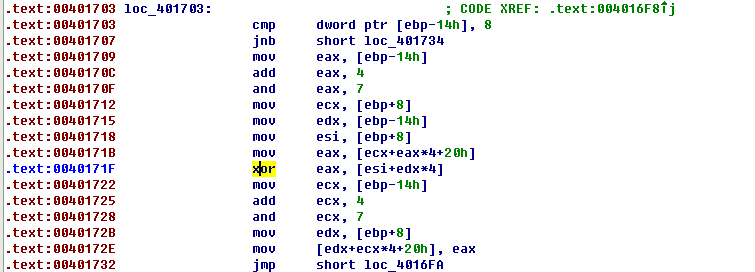 .text:00401703 loc_401703: ; CODE XREF: .text:004016F8↑j
.text:00401703 cmp dword ptr [ebp-14h], 8
.text:00401707 jnb short loc_401734
.text:00401709 mov eax, [ebp-14h]
.text:0040170C add eax, 4
.text:0040170F and eax, 7
.text:00401712 mov ecx, [ebp+8]
.text:00401715 mov edx, [ebp-14h]
.text:00401718 mov esi, [ebp+8]
.text:0040171B mov eax, [ecx+eax*4+20h]
.text:0040171F xor eax, [esi+edx*4]
.text:00401722 mov ecx, [ebp-14h]
.text:00401725 add ecx, 4
.text:00401728 and ecx, 7
.text:0040172B mov edx, [ebp+8]
.text:0040172E mov [edx+ecx*4+20h], eax
.text:00401732 jmp short loc_4016FA